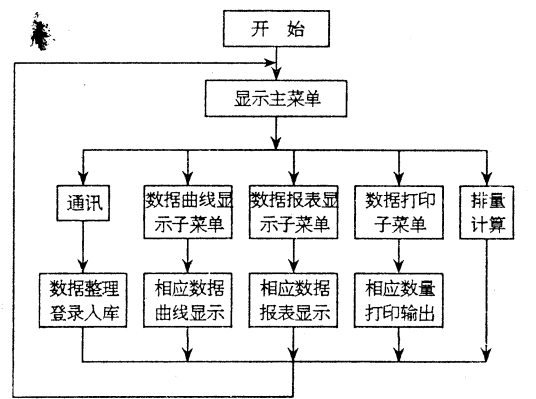 开 始
显示主菜单
通讯
数据曲线显
示子菜单
数据报表显
示子菜单
数据打印
子菜单
排量
计算
数据整理
登录入库
相应数据
曲线显示
相应数据
报表显示
相应数量
打印输出